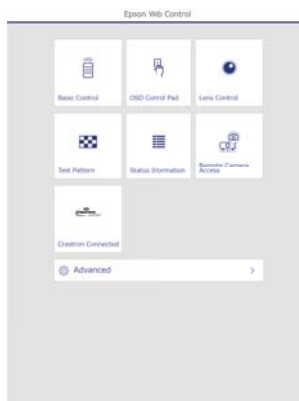 Epson Web Control
Basic Control
OSD Control Pad
Lens Control
Test Pattern
Status Information
Remote Camera
Access
Crestron Connected
Advanced